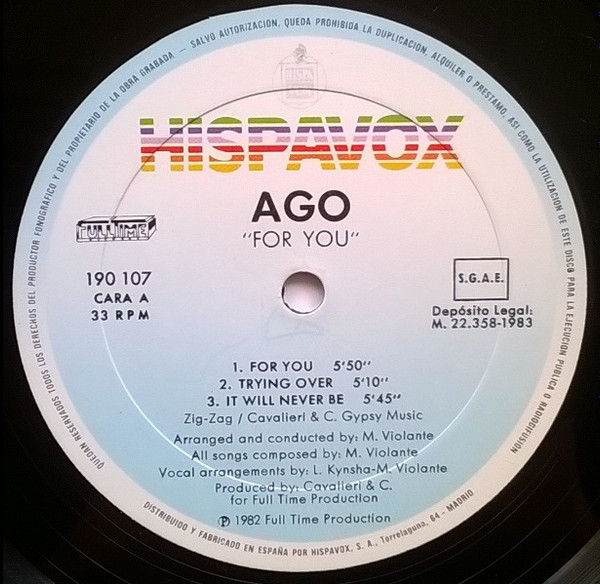 QUEDAN RESERVADOS TODOS LOS DERECHOS DEL PRODUCTOR FONOGRAFICO Y DEL PROPIETARIO DE LA OBRA GRABADA — SALVO AUTORIZACION, QUEDA PROHIBIDA LA DUPLICACION, ALQUILER O PRESTAMO, ASI COMO LA UTILIZACION DE ESTE DISCO PARA LA EJECUCION PUBLICA O RADIODIFUSION
HISPAVOX
AGO
"FOR YOU"
FULLTIME
190 107
CARA A
33 RPM
S.G.A.E.
Depósito Legal:
M. 22.358-1983
1. FOR YOU 5'50"
2. TRYING OVER 5'10"
3. IT WILL NEVER BE 5'45"
Zig-Zag / Cavalieri & C. Gypsy Music
Arranged and conducted by: M. Violante
All songs composed by: M. Violante
Vocal arrangements by: L. Kynsha-M. Violante
Produced by: Cavalieri & C.
for Full Time Production
℗ 1982 Full Time Production
DISTRIBUIDO Y FABRICADO EN ESPAÑA POR HISPAVOX, S. A., Torrelaguna, 64 - MADRID